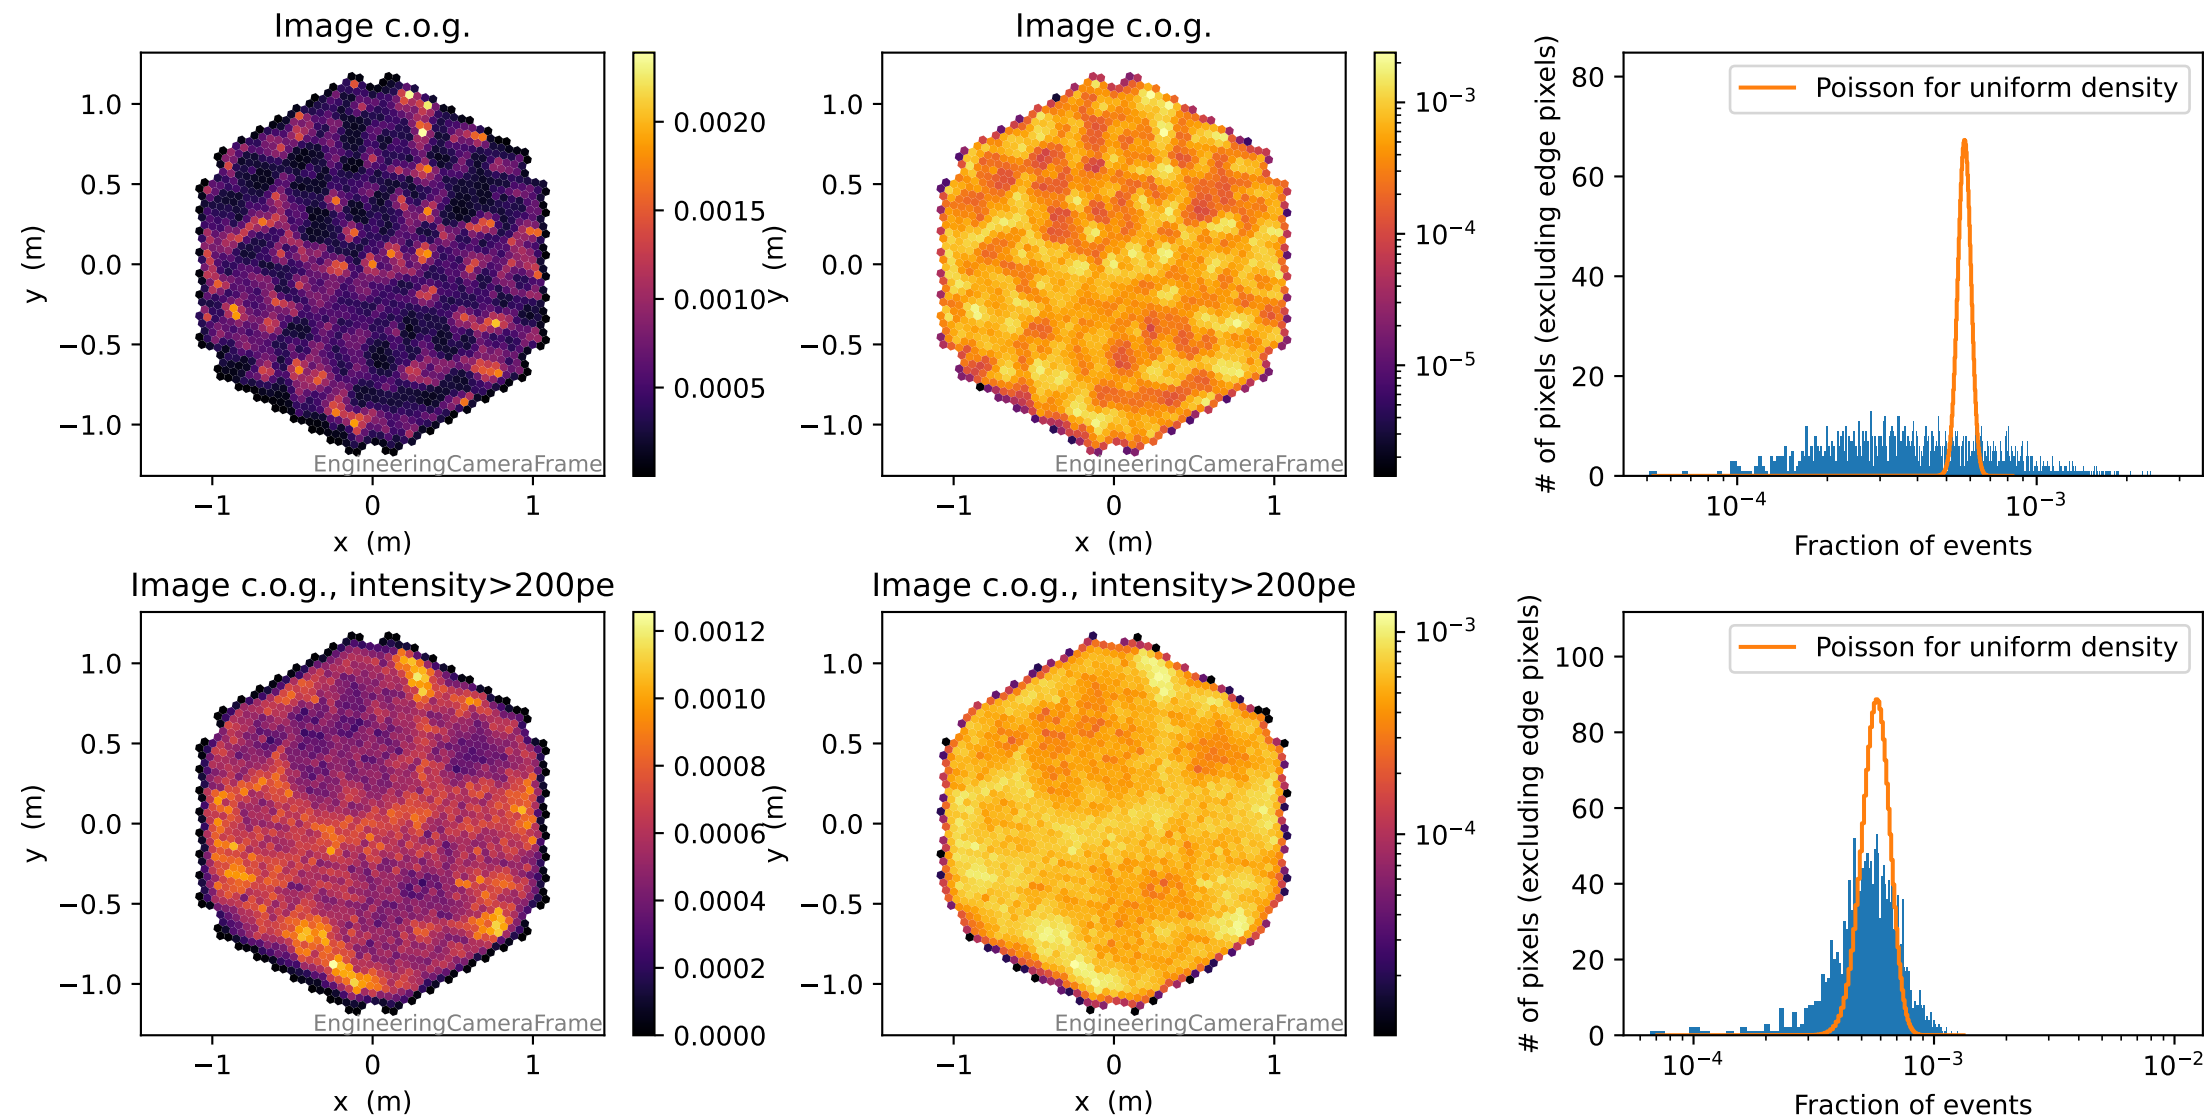 Image c.o.g.
y (m)
1.0
0.5
0.0
−0.5
−1.0
−1
0
1
x (m)
EngineeringCameraFrame
0.0020
0.0015
0.0010
0.0005
Image c.o.g.
y (m)
1.0
0.5
0.0
−0.5
−1.0
−1
0
1
x (m)
EngineeringCameraFrame
10−3
10−4
10−5
# of pixels (excluding edge pixels)
80
60
40
20
0
Poisson for uniform density
10−4
10−3
Fraction of events
Image c.o.g., intensity>200pe
y (m)
1.0
0.5
0.0
−0.5
−1.0
−1
0
1
x (m)
EngineeringCameraFrame
0.0012
0.0010
0.0008
0.0006
0.0004
0.0002
0.0000
Image c.o.g., intensity>200pe
y (m)
1.0
0.5
0.0
−0.5
−1.0
−1
0
1
x (m)
EngineeringCameraFrame
10−3
10−4
# of pixels (excluding edge pixels)
100
80
60
40
20
0
Poisson for uniform density
10−4
10−3
10−2
Fraction of events